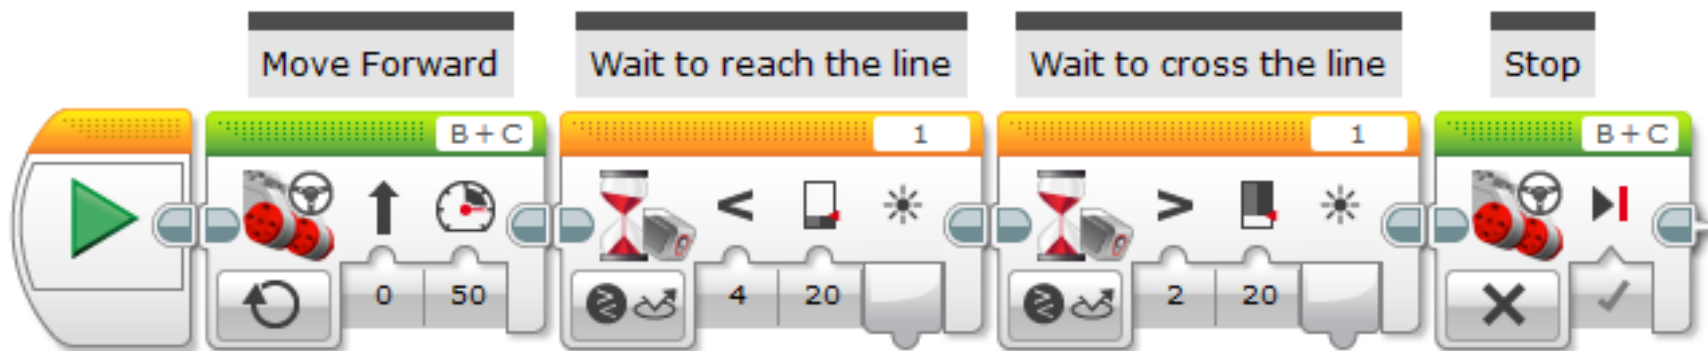 Move Forward
Wait to reach the line
Wait to cross the line
Stop
B + C
1
1
B + C
< 
>
0 50
4 20
2 20